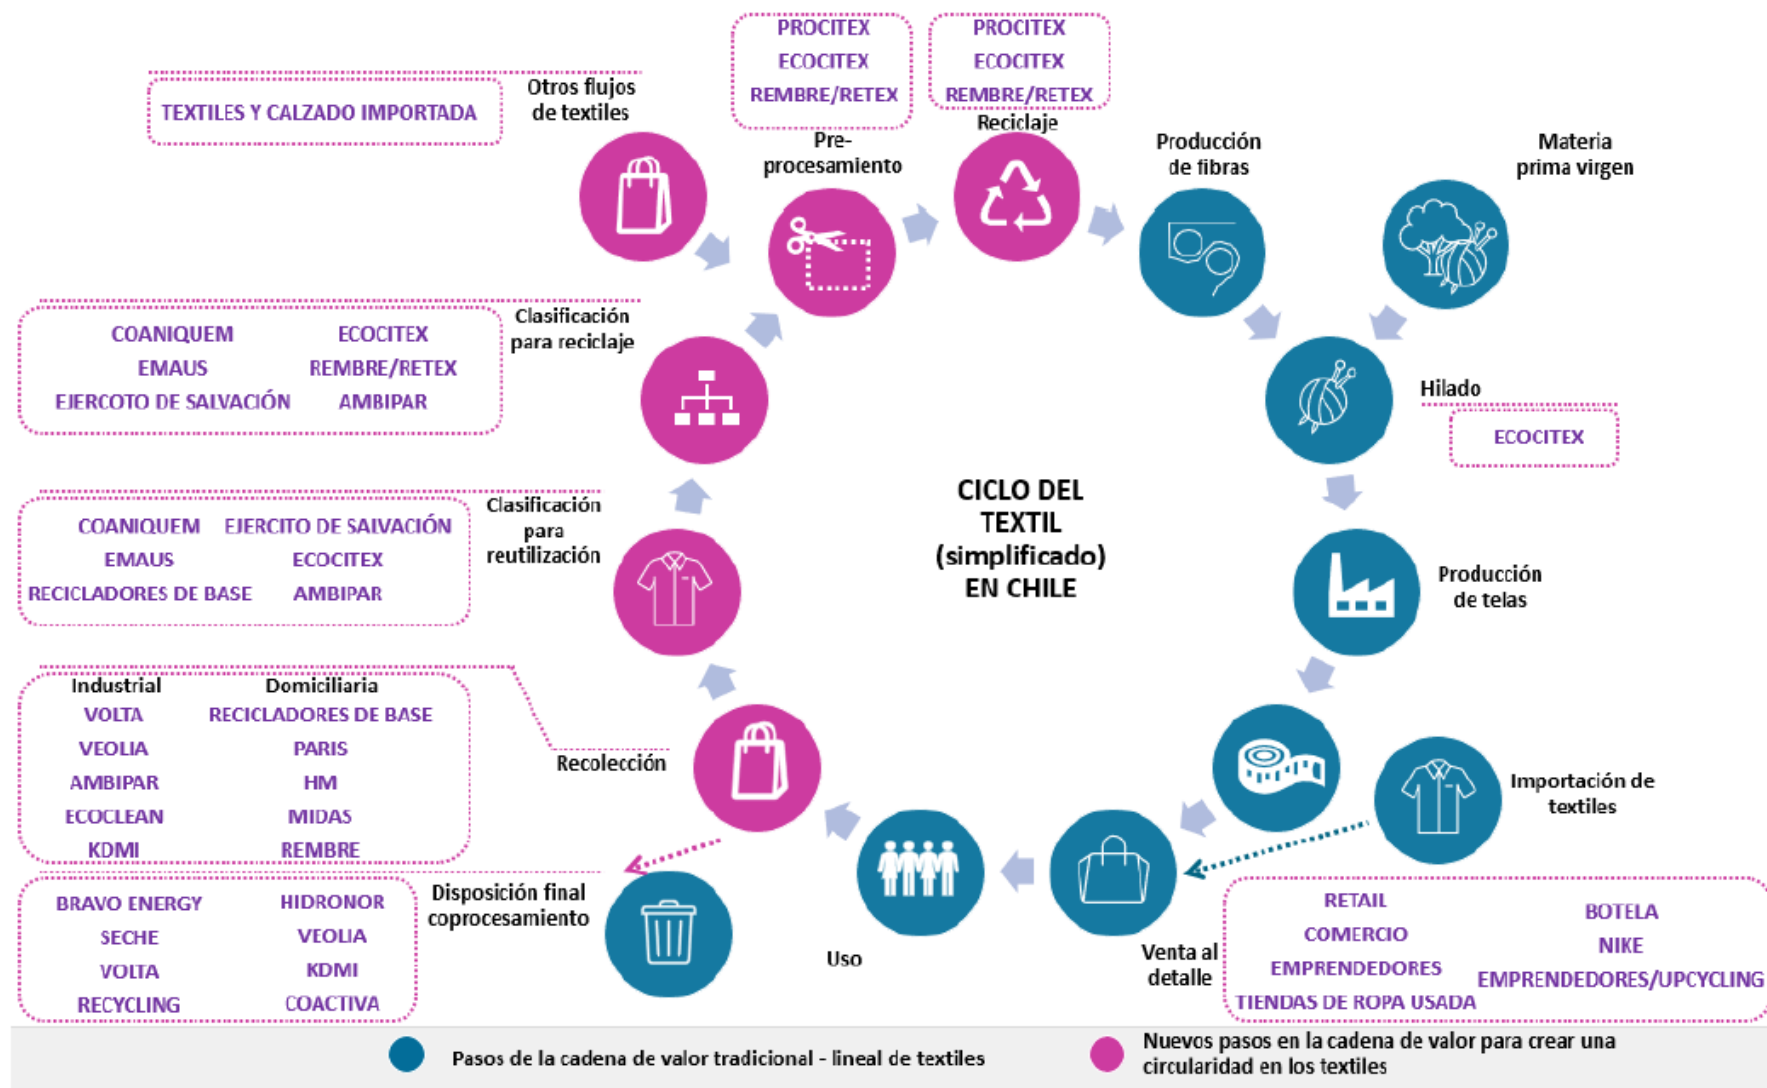 PROCITEX
ECOCITEX
REMBRE/RETEX
PROCITEX
ECOCITEX
REMBRE/RETEX
Otros flujos
de textiles
TEXTILES Y CALZADO IMPORTADA
Pre-
procesamiento
Reciclaje
Producción
de fibras
Materia
prima virgen
Clasificación
para reciclaje
COANIQUEM ECOCITEX
EMAUS REMBRE/RETEX
EJERCOTO DE SALVACIÓN AMBIPAR
Hilado
ECOCITEX
CICLO DEL
TEXTIL
(simplificado)
EN CHILE
Clasificación
para
reutilización
COANIQUEM EJERCITO DE SALVACIÓN
EMAUS ECOCITEX
RECICLADORES DE BASE AMBIPAR
Producción
de telas
Industrial Domiciliaria
VOLTA RECICLADORES DE BASE
VEOLIA PARIS
AMBIPAR HM
ECOCLEAN MIDAS
KDMI REMBRE
Recolección
Importación de
textiles
Disposición final
coprocesamiento
BRAVO ENERGY HIDRONOR
SECHE VEOLIA
VOLTA KDMI
RECYCLING COACTIVA
Uso
Venta al
detalle
RETAIL
COMERCIO
EMPRENDEDORES
TIENDAS DE ROPA USADA
BOTELA
NIKE
EMPRENDEDORES/UPCYCLING
Pasos de la cadena de valor tradicional - lineal de textiles
Nuevos pasos en la cadena de valor para crear una
circularidad en los textiles